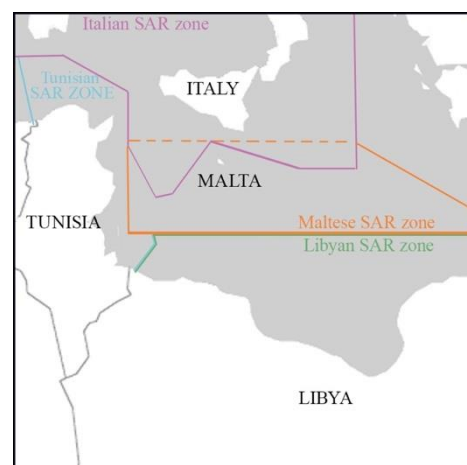 Italian SAR zone
Tunisian
SAR ZONE
ITALY
MALTA
TUNISIA
Maltese SAR zone
Libyan SAR zone
LIBYA